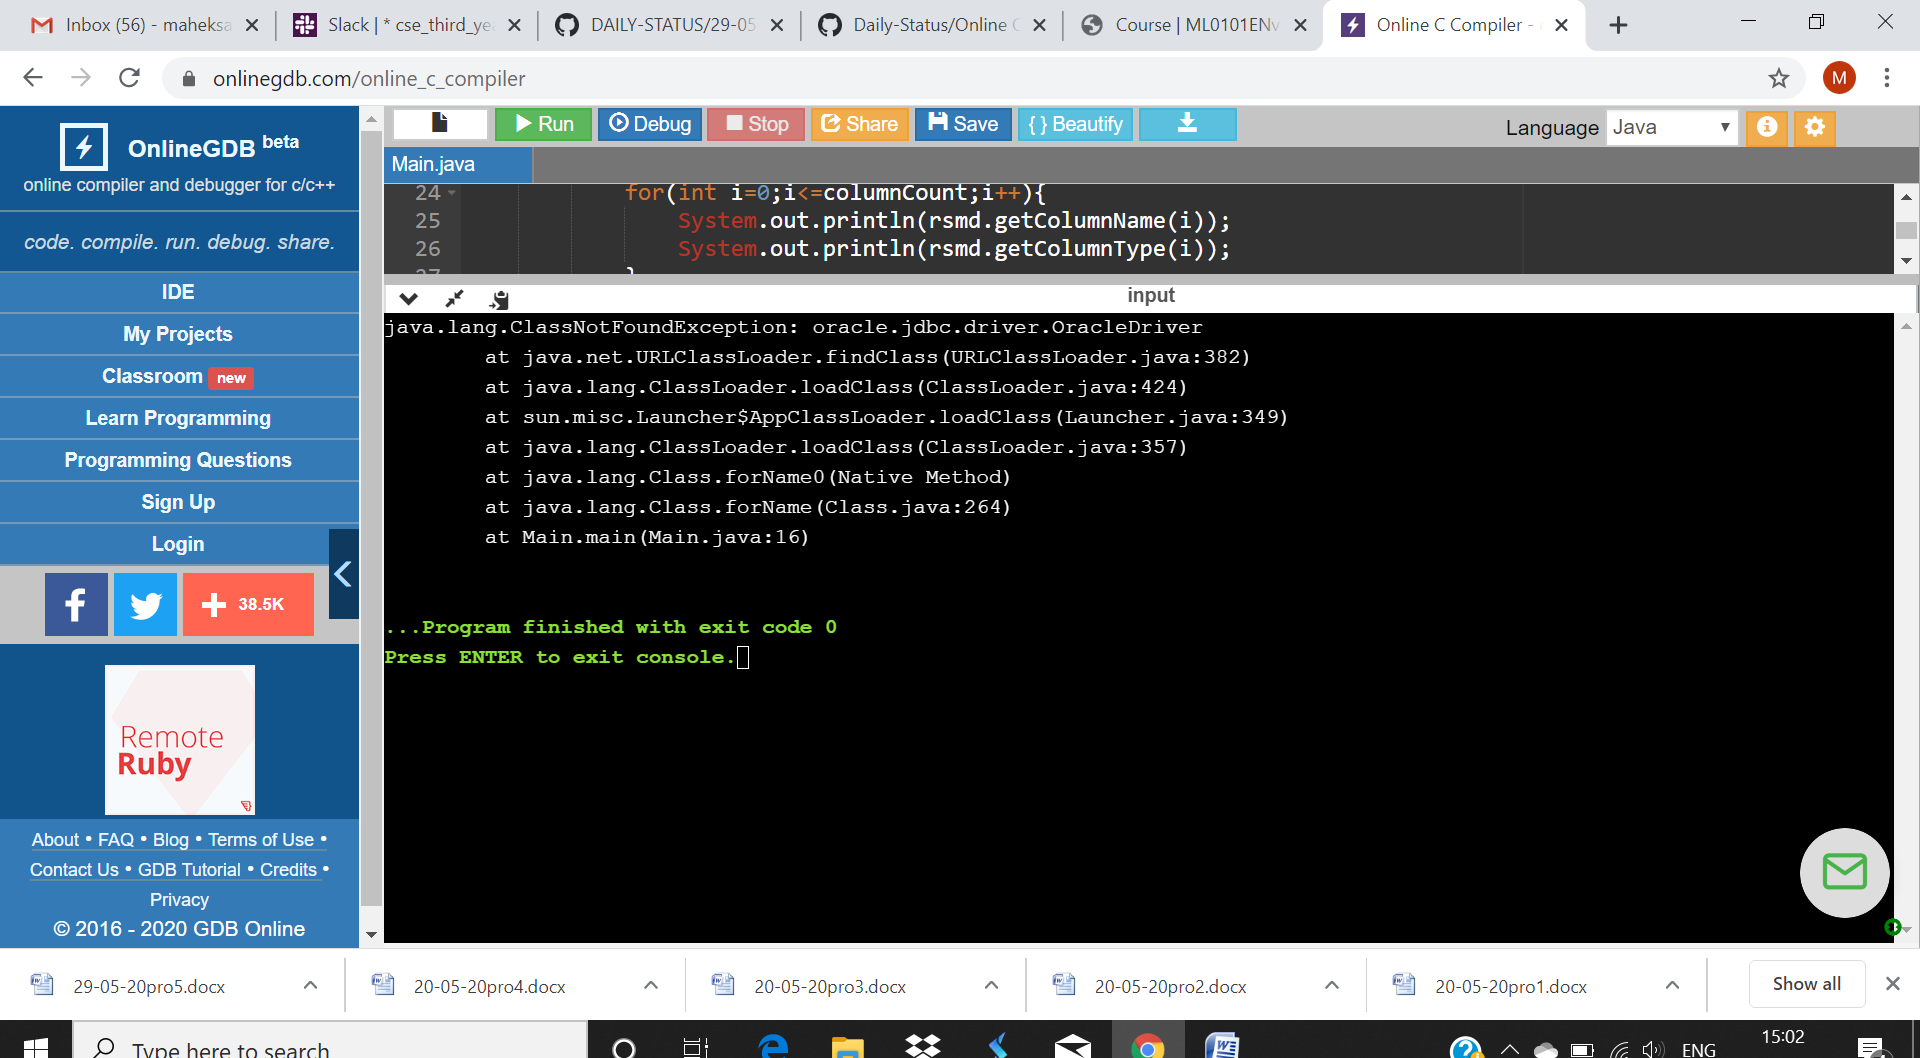 Inbox (56) - maheksa
Slack | * cse_third_ye
DAILY-STATUS/29-05
Daily-Status/Online
Course | ML0101EN
Online C Compiler -
onlinegdb.com/online_c_compiler
M
OnlineGDB beta
online compiler and debugger for c/c++
code. compile. run. debug. share.
IDE
My Projects
Classroom new
Learn Programming
Programming Questions
Sign Up
Login
38.5K
Remote
Ruby
About • FAQ • Blog • Terms of Use •
Contact Us • GDB Tutorial • Credits •
Privacy
© 2016 - 2020 GDB Online
Run Debug Stop Share Save { } Beautify
Language Java
Main.java
24 for(int i=0;i<=columnCount;i++){
25 System.out.println(rsmd.getColumnName(i));
26 System.out.println(rsmd.getColumnType(i));
27 }
input
java.lang.ClassNotFoundException: oracle.jdbc.driver.OracleDriver
at java.net.URLClassLoader.findClass(URLClassLoader.java:382)
at java.lang.ClassLoader.loadClass(ClassLoader.java:424)
at sun.misc.Launcher$AppClassLoader.loadClass(Launcher.java:349)
at java.lang.ClassLoader.loadClass(ClassLoader.java:357)
at java.lang.Class.forName0(Native Method)
at java.lang.Class.forName(Class.java:264)
at Main.main(Main.java:16)
...Program finished with exit code 0
Press ENTER to exit console.
29-05-20pro5.docx
20-05-20pro4.docx
20-05-20pro3.docx
20-05-20pro2.docx
20-05-20pro1.docx
Show all
Type here to search
ENG
15:02